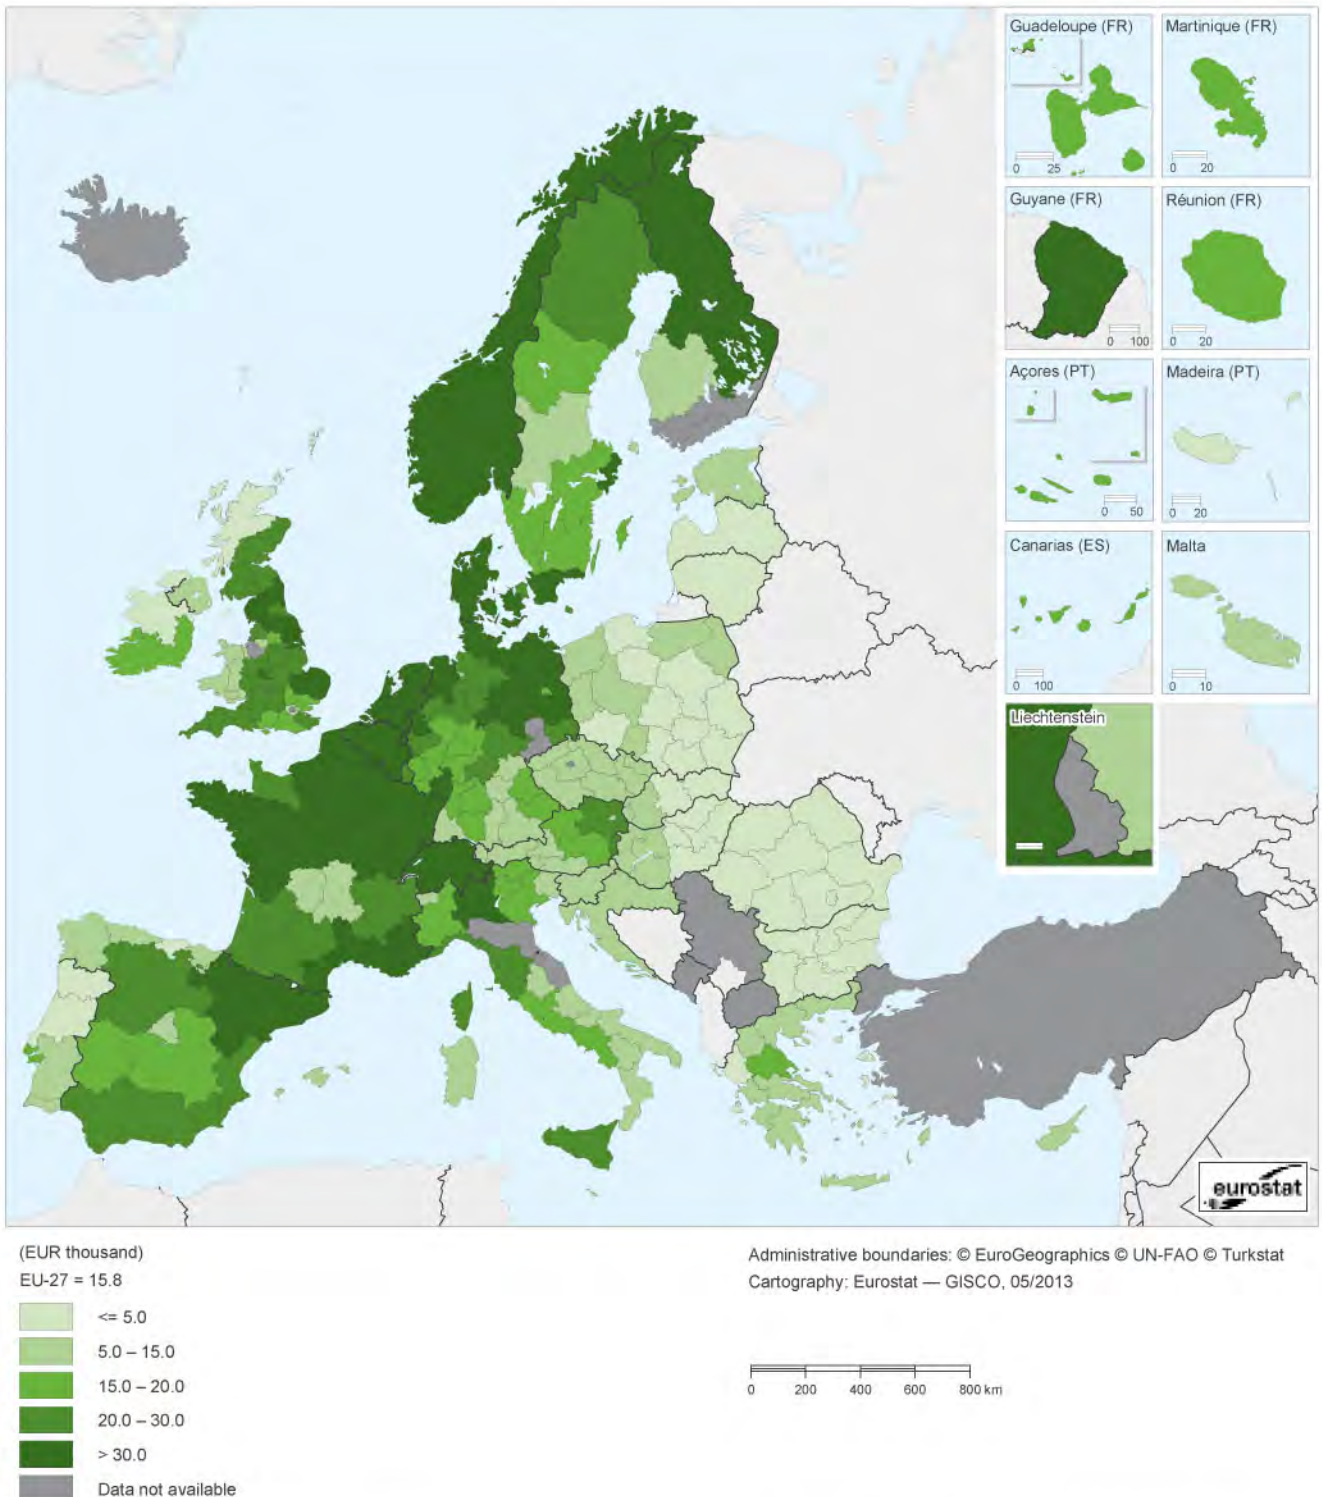 Guadeloupe (FR)
0 25
Martinique (FR)
0 20
Guyane (FR)
0 100
Réunion (FR)
0 20
Açores (PT)
0 50
Madeira (PT)
0 20
Canarias (ES)
0 100
Malta
0 10
Liechtenstein
eurostat
(EUR thousand)
EU-27 = 15.8
<= 5.0
5.0 – 15.0
15.0 – 20.0
20.0 – 30.0
> 30.0
Data not available
Administrative boundaries: © EuroGeographics © UN-FAO © Turkstat
Cartography: Eurostat — GISCO, 05/2013
0 200 400 600 800 km